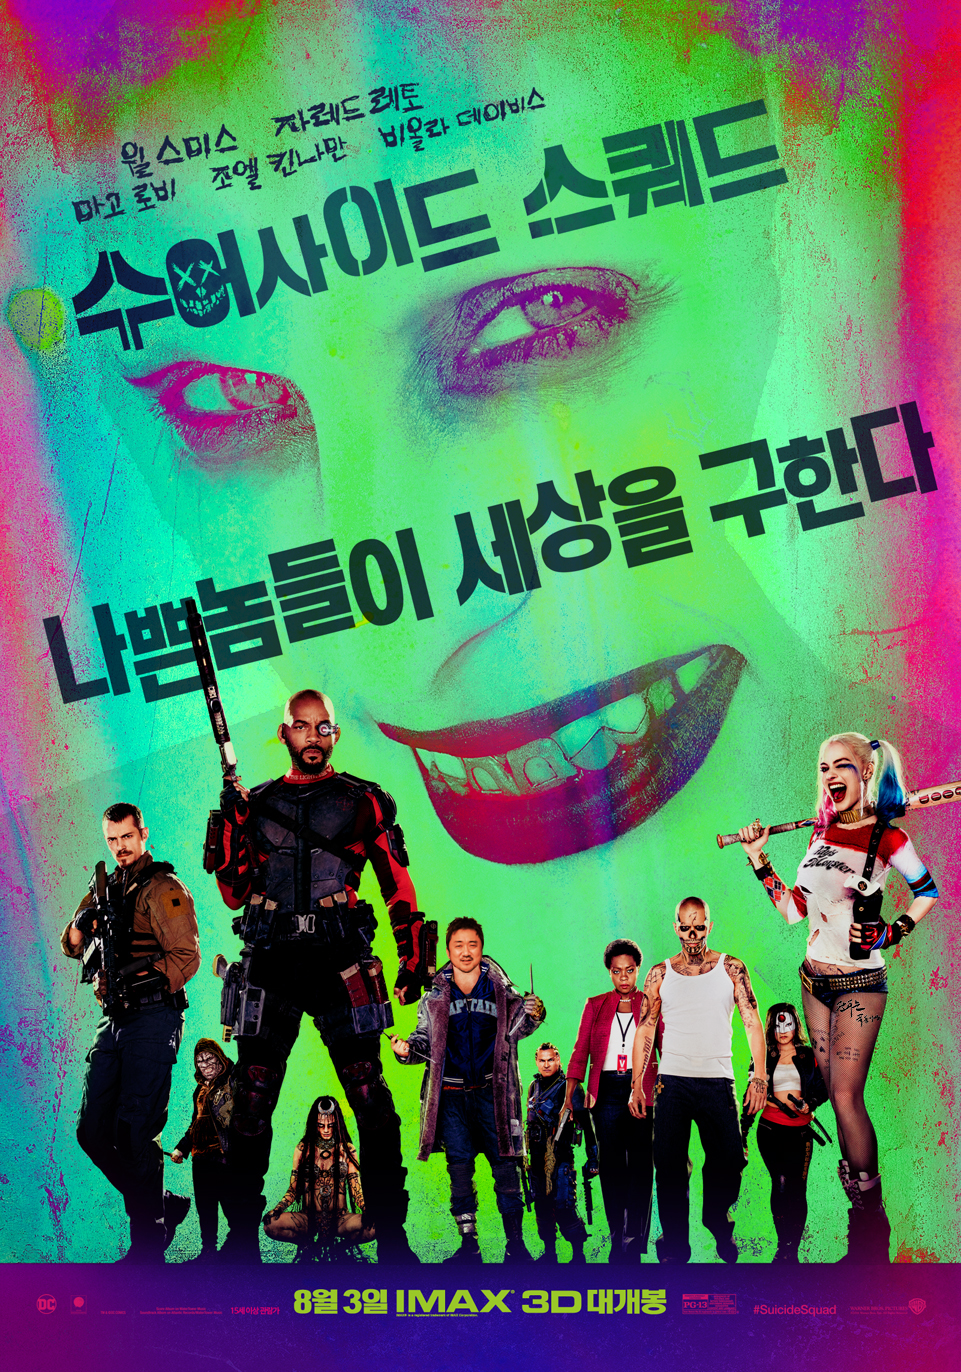 윌 스미스 자레드 레토
마고 로비 조엘 킨나만 비올라 데이비스
수어사이드 스쿼드
나쁜놈들이 세상을 구한다
CAPTAIN
DC
15세이상 관람가
8월 3일 IMAX® 3D 대개봉
PG-13
#SuicideSquad